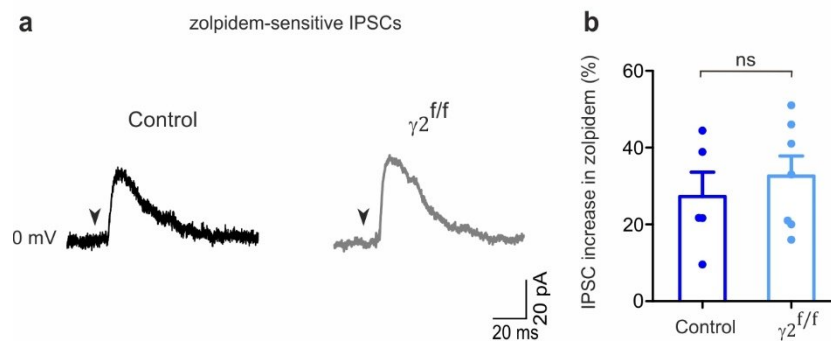 a
zolpidem-sensitive IPSCs
Control
γ2f/f
0 mV
20 pA
20 ms
b
ns
IPSC increase in zolpidem (%)
60
40
20
0
Control
γ2f/f